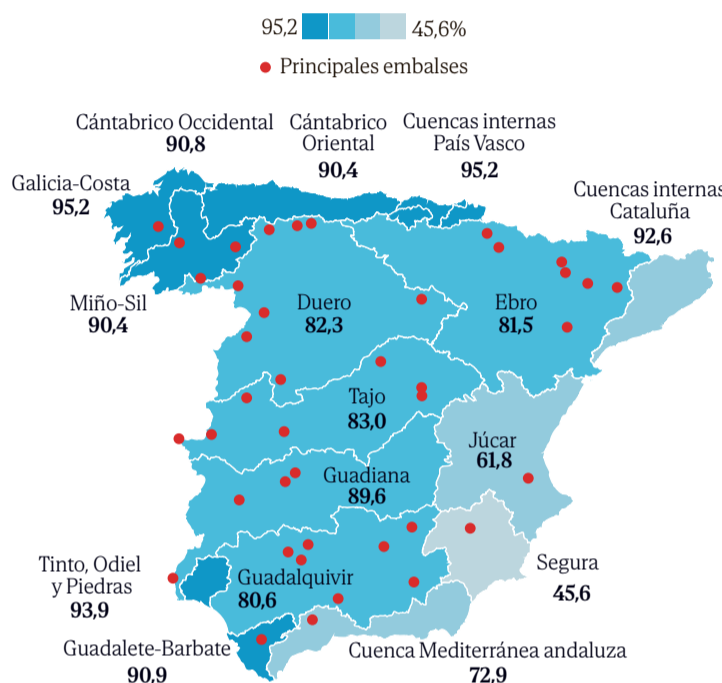 95,2 45,6%
Principales embalses
Cántabrico Occidental
90,8
Cántabrico
Oriental
90,4
Cuencas internas
País Vasco
95,2
Galicia-Costa
95,2
Cuencas internas
Cataluña
92,6
Miño-Sil
90,4
Duero
82,3
Ebro
81,5
Tajo
83,0
Júcar
61,8
Guadiana
89,6
Tinto, Odiel
y Piedras
93,9
Guadalquivir
80,6
Segura
45,6
Guadalete-Barbate
90,9
Cuenca Mediterránea andaluza
72,9